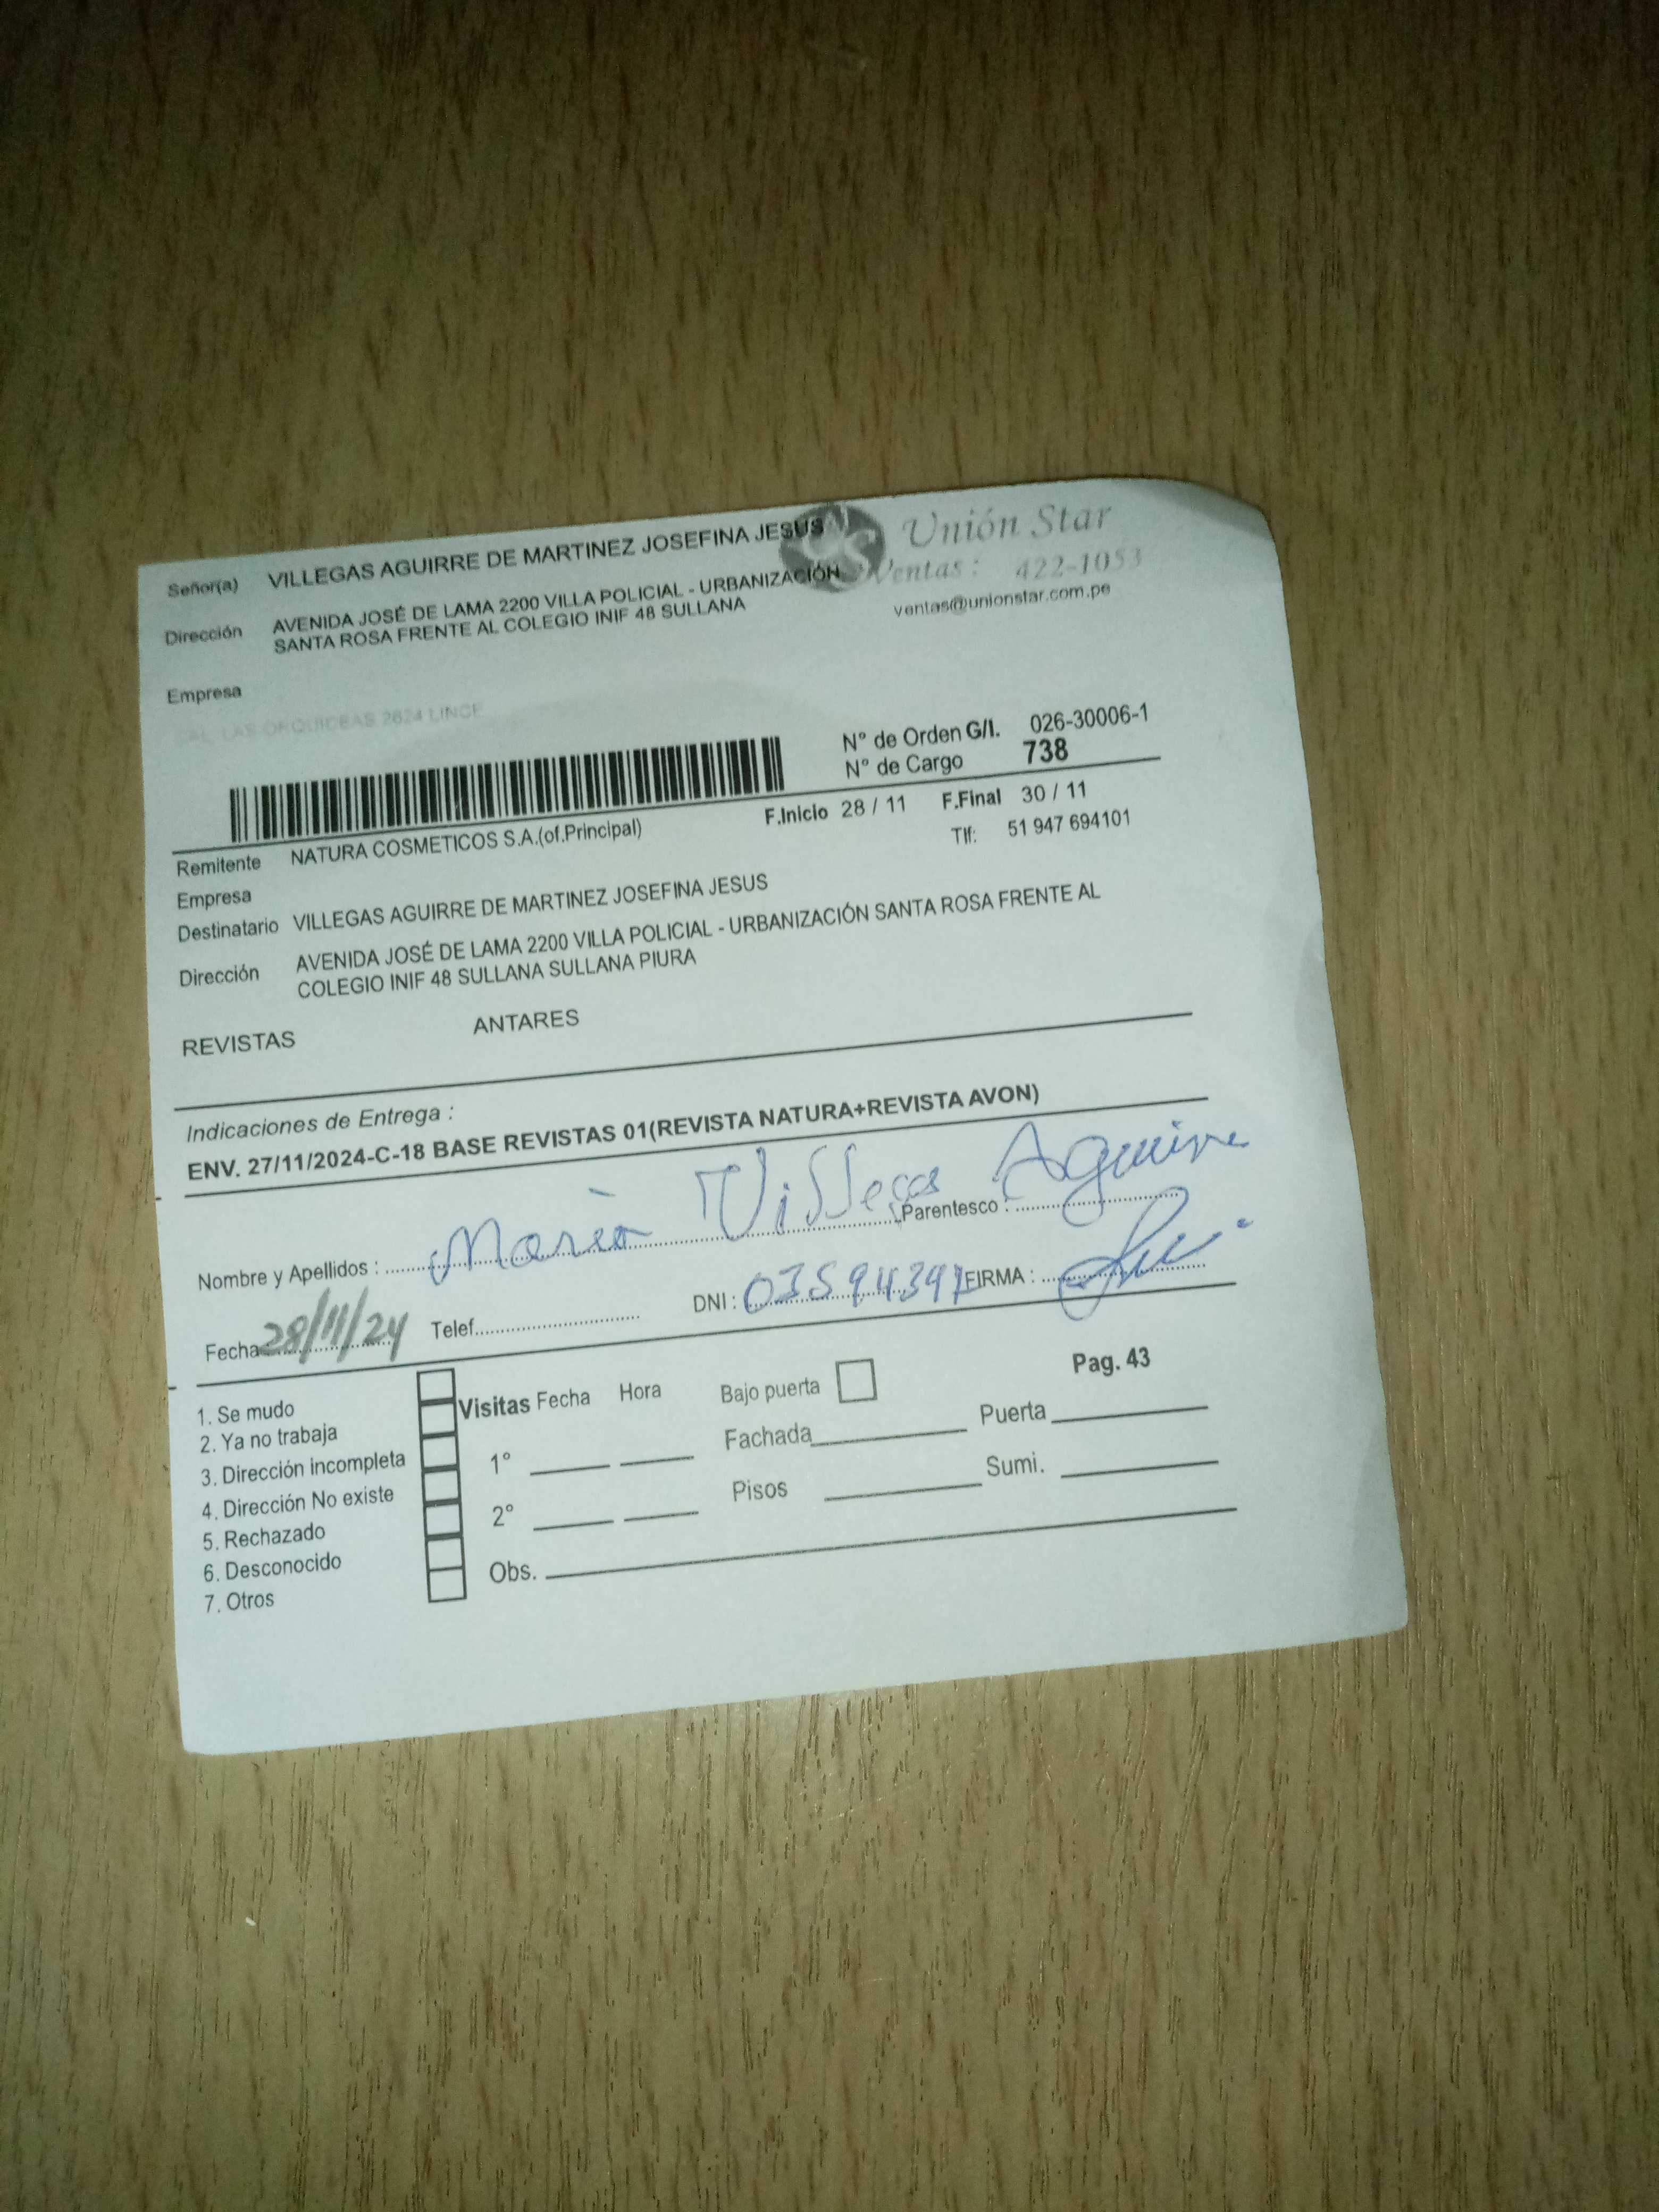 Señor(a) VILLEGAS AGUIRRE DE MARTINEZ JOSEFINA JESUS
Unión Star
Ventas: 422-1053
ventas@unionstar.com.pe
Dirección AVENIDA JOSÉ DE LAMA 2200 VILLA POLICIAL - URBANIZACIÓN
SANTA ROSA FRENTE AL COLEGIO INIF 48 SULLANA
Empresa
CAL. LAS ORQUIDEAS 2624 LINCE
N° de Orden G/I. 026-30006-1
N° de Cargo 738
F.Inicio 28 / 11 F.Final 30 / 11
Remitente NATURA COSMETICOS S.A.(of.Principal) Tlf: 51 947 694101
Empresa
Destinatario VILLEGAS AGUIRRE DE MARTINEZ JOSEFINA JESUS
Dirección AVENIDA JOSÉ DE LAMA 2200 VILLA POLICIAL - URBANIZACIÓN SANTA ROSA FRENTE AL
COLEGIO INIF 48 SULLANA SULLANA PIURA
REVISTAS ANTARES
Indicaciones de Entrega :
ENV. 27/11/2024-C-18 BASE REVISTAS 01(REVISTA NATURA+REVISTA AVON)
Nombre y Apellidos : María Villegas Parentesco : Aguirre
Fecha 28/11/24 Telef. DNI : FIRMA :
Pag. 43
1. Se mudo
2. Ya no trabaja
3. Dirección incompleta
4. Dirección No existe
5. Rechazado
6. Desconocido
7. Otros
Visitas Fecha Hora
1°
2°
Obs.
Bajo puerta
Fachada Puerta
Pisos Sumi.